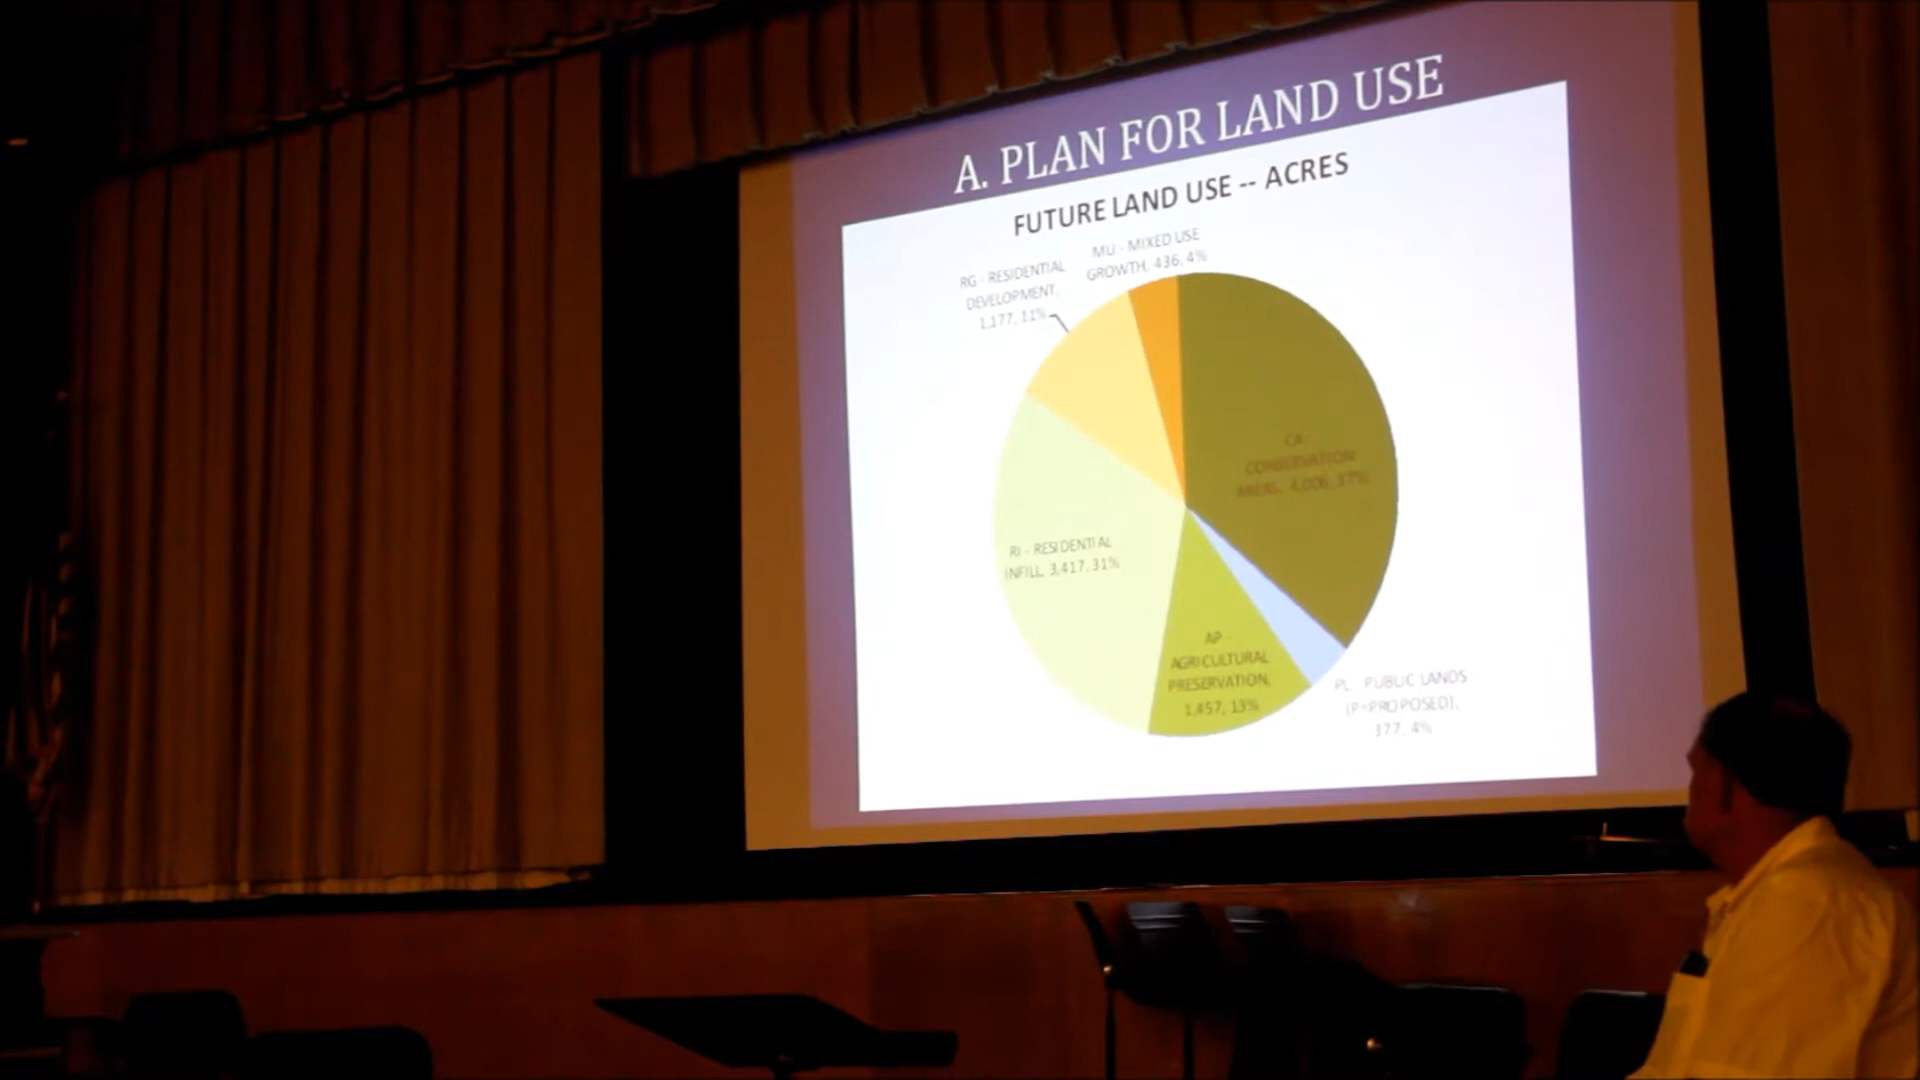 A. PLAN FOR LAND USE
FUTURE LAND USE -- ACRES
MU - MIXED USE
GROWTH, 436, 4%
RG - RESIDENTIAL
DEVELOPMENT,
1,177, 11%
CA -
CONSERVATION
AREAS, 4,006, 37%
RI - RESIDENTIAL
INFILL, 3,417, 31%
AP -
AGRICULTURAL
PRESERVATION,
1,457, 13%
PL - PUBLIC LANDS
(P=PROPOSED),
377, 4%